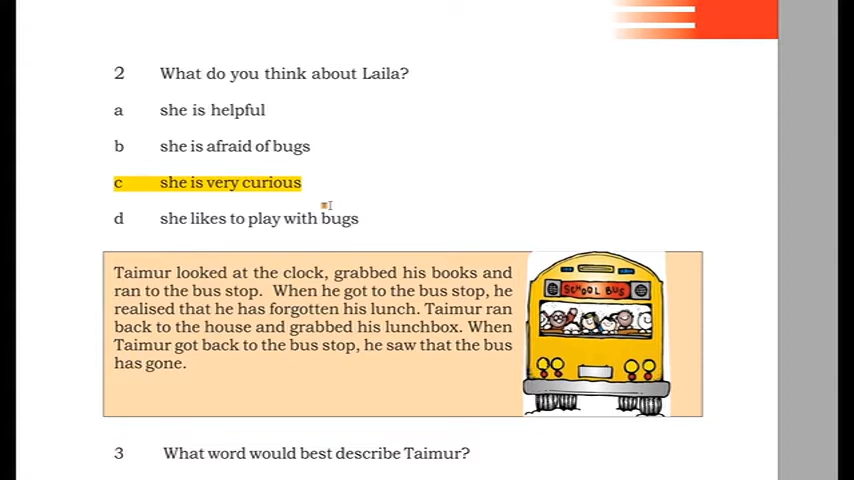 2 What do you think about Laila?
a she is helpful
b she is afraid of bugs
c she is very curious
d she likes to play with bugs
Taimur looked at the clock, grabbed his books and
ran to the bus stop. When he got to the bus stop, he
realised that he has forgotten his lunch. Taimur ran
back to the house and grabbed his lunchbox. When
Taimur got back to the bus stop, he saw that the bus
has gone.
SCHOOL BUS
3 What word would best describe Taimur?